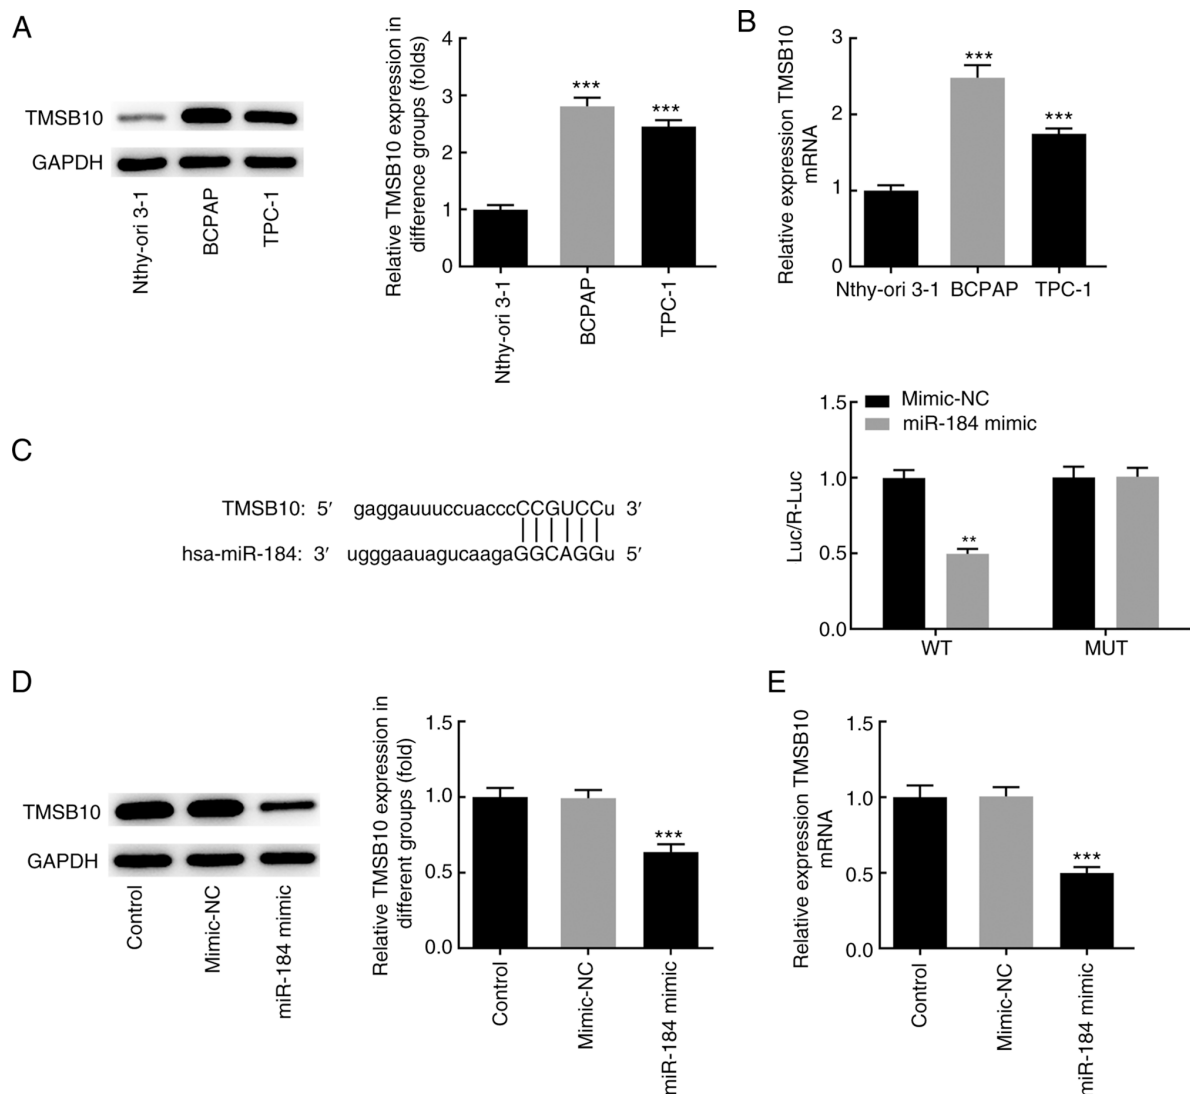 A
TMSB10
GAPDH
Nthy-ori 3-1
BCPAP
TPC-1
Relative TMSB10 expression in
difference groups (folds)
4
3
2
1
0
***
***
Nthy-ori 3-1
BCPAP
TPC-1
B
Relative expression TMSB10
mRNA
3
2
1
0
***
***
Nthy-ori 3-1 BCPAP TPC-1
C
TMSB10: 5′ gaggauuuccuacccCCGUCCu 3′
hsa-miR-184: 3′ ugggaauagucaagaGGCAGGu 5′
Luc/R-Luc
1.5
1.0
0.5
0.0
Mimic-NC
miR-184 mimic
**
WT MUT
D
TMSB10
GAPDH
Control
Mimic-NC
miR-184 mimic
Relative TMSB10 expression in
different groups (fold)
1.5
1.0
0.5
0.0
***
Control
Mimic-NC
miR-184 mimic
E
Relative expression TMSB10
mRNA
1.5
1.0
0.5
0.0
***
Control
Mimic-NC
miR-184 mimic